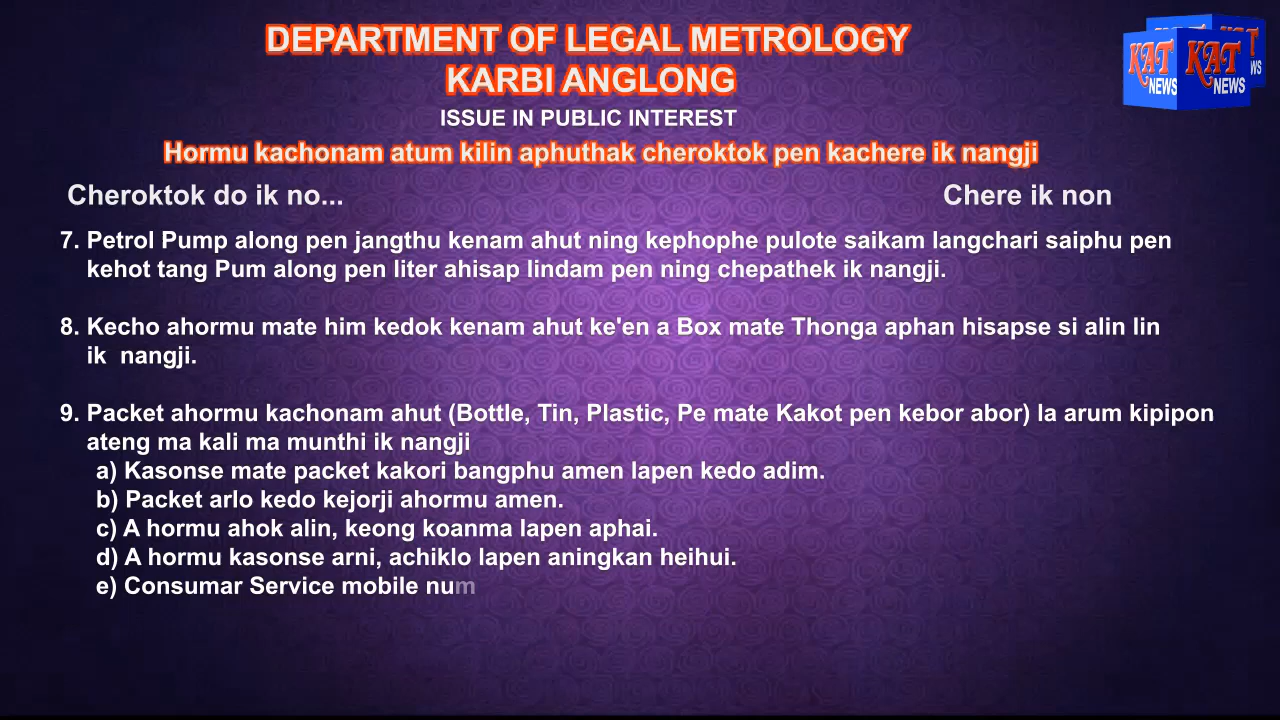 DEPARTMENT OF LEGAL METROLOGY
KARBI ANGLONG
ISSUE IN PUBLIC INTEREST
Hormu kachonam atum kilin aphuthak cheroktok pen kachere ik nangji
Cheroktok do ik no... Chere ik non
7. Petrol Pump along pen jangthu kenam ahut ning kephophe pulote saikam langchari saiphu pen
kehot tang Pum along pen liter ahisap lindam pen ning chepathek ik nangji.
8. Kecho ahormu mate him kedok kenam ahut ke'en a Box mate Thonga aphan hisapse si alin lin
ik nangji.
9. Packet ahormu kachonam ahut (Bottle, Tin, Plastic, Pe mate Kakot pen kebor abor) la arum kipipon
ateng ma kali ma munthi ik nangji
a) Kasonse mate packet kakori bangphu amen lapen kedo adim.
b) Packet arlo kedo kejorji ahormu amen.
c) A hormu ahok alin, keong koanma lapen aphai.
d) A hormu kasonse arni, achiklo lapen aningkan heihui.
e) Consumar Service mobile num
KAT NEWS KAT NEWS